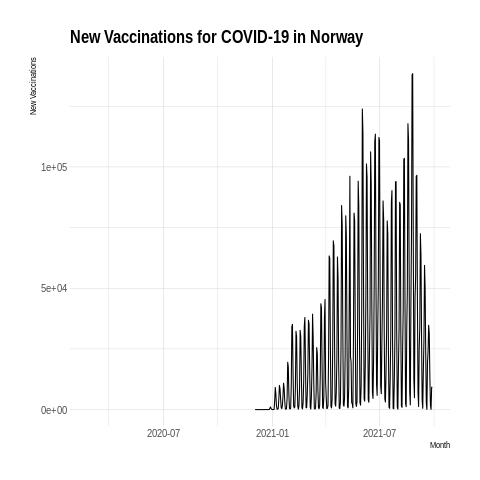 New Vaccinations for COVID-19 in Norway
New Vaccinations
1e+05
5e+04
0e+00
2020-07 2021-01 2021-07
Month